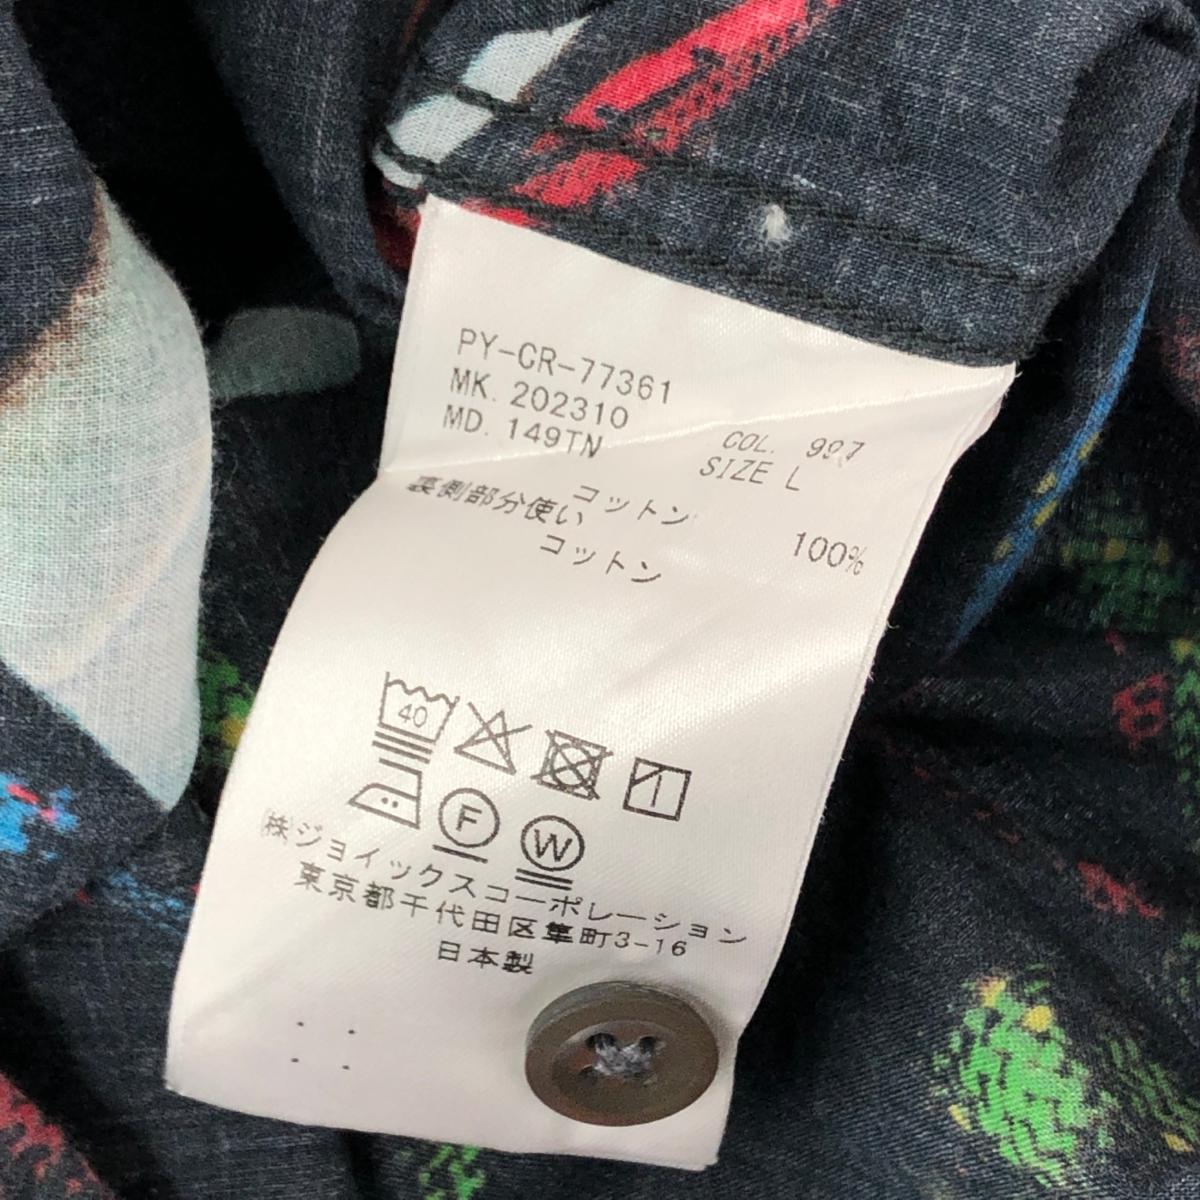 PY-CR-77361
MK. 202310
MD. 149TN
COL. 997
SIZE L
コットン
裏側部分使い
コットン
100%
40
F
W
(株)ジョイックスコーポレーション
東京都千代田区隼町3-16
日本製